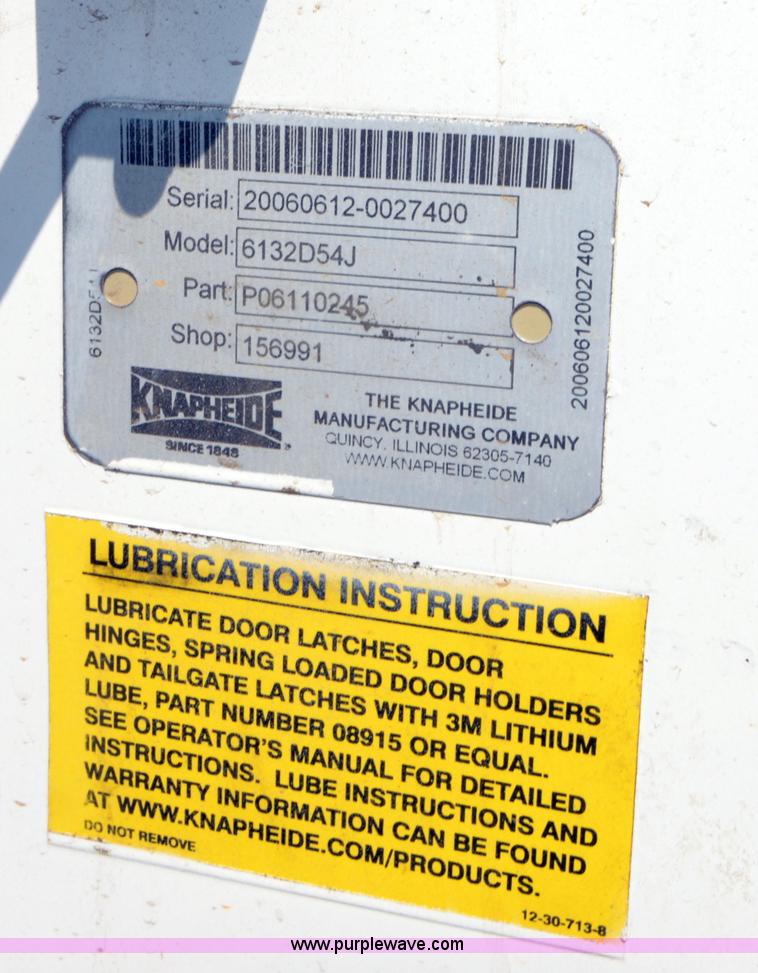 Serial: 20060612-0027400
Model: 6132D54J
Part: P06110245
Shop: 156991
6132D54J
200606120027400
KNAPHEIDE
SINCE 1848
THE KNAPHEIDE
MANUFACTURING COMPANY
QUINCY, ILLINOIS 62305-7140
WWW.KNAPHEIDE.COM
LUBRICATION INSTRUCTION
LUBRICATE DOOR LATCHES, DOOR
HINGES, SPRING LOADED DOOR HOLDERS
AND TAILGATE LATCHES WITH 3M LITHIUM
LUBE, PART NUMBER 08915 OR EQUAL.
SEE OPERATOR'S MANUAL FOR DETAILED
INSTRUCTIONS. LUBE INSTRUCTIONS AND
WARRANTY INFORMATION CAN BE FOUND
AT WWW.KNAPHEIDE.COM/PRODUCTS.
DO NOT REMOVE
12-30-713-8
www.purplewave.com